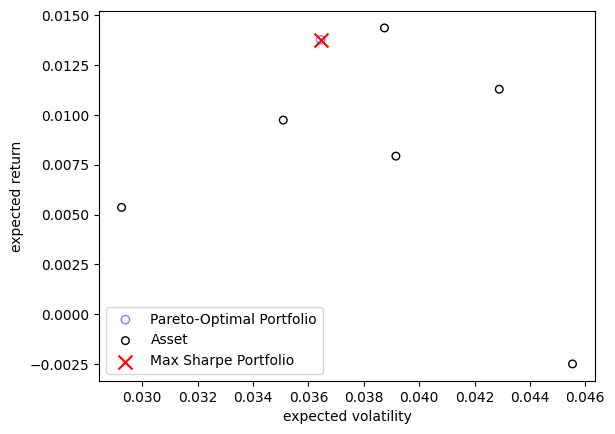 0.0150
0.0125
0.0100
0.0075
0.0050
0.0025
0.0000
−0.0025
expected return
Pareto-Optimal Portfolio
Asset
Max Sharpe Portfolio
0.030 0.032 0.034 0.036 0.038 0.040 0.042 0.044 0.046
expected volatility